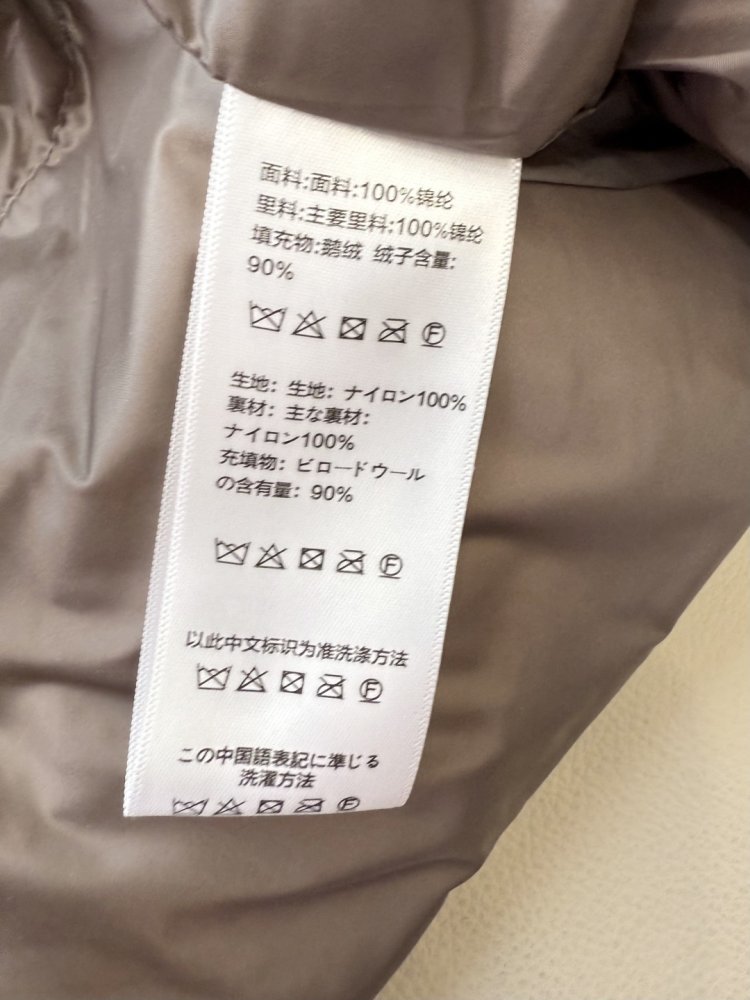 面料:面料:100%锦纶
里料:主要里料:100%锦纶
填充物:鹅绒 绒子含量:
90%
F
生地: 生地: ナイロン100%
裏材: 主な裏材:
ナイロン100%
充填物: ビロードウール
の含有量: 90%
F
以此中文标识为准洗涤方法
F
この中国語表記に準じる
洗濯方法
F